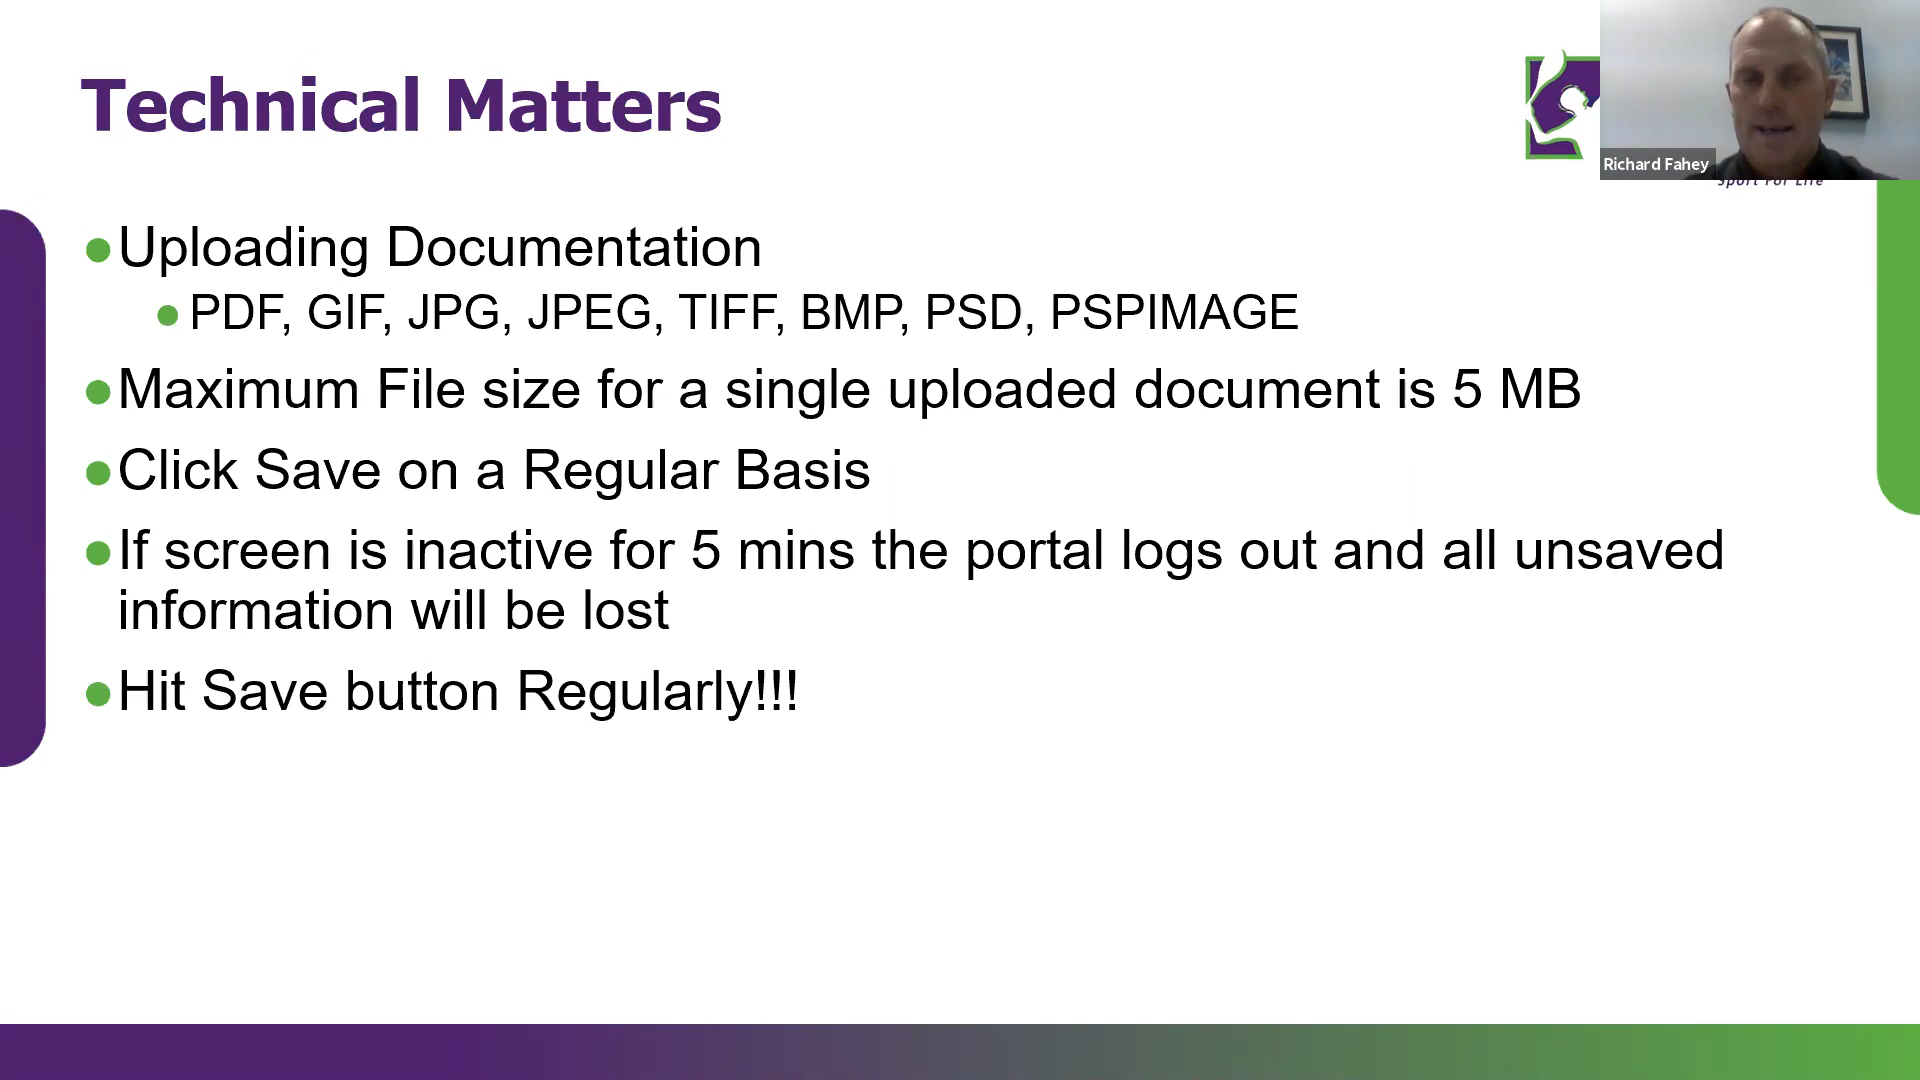 Technical Matters
Richard Fahey
Sport For Life
Uploading Documentation
PDF, GIF, JPG, JPEG, TIFF, BMP, PSD, PSPIMAGE
Maximum File size for a single uploaded document is 5 MB
Click Save on a Regular Basis
If screen is inactive for 5 mins the portal logs out and all unsaved
information will be lost
Hit Save button Regularly!!!